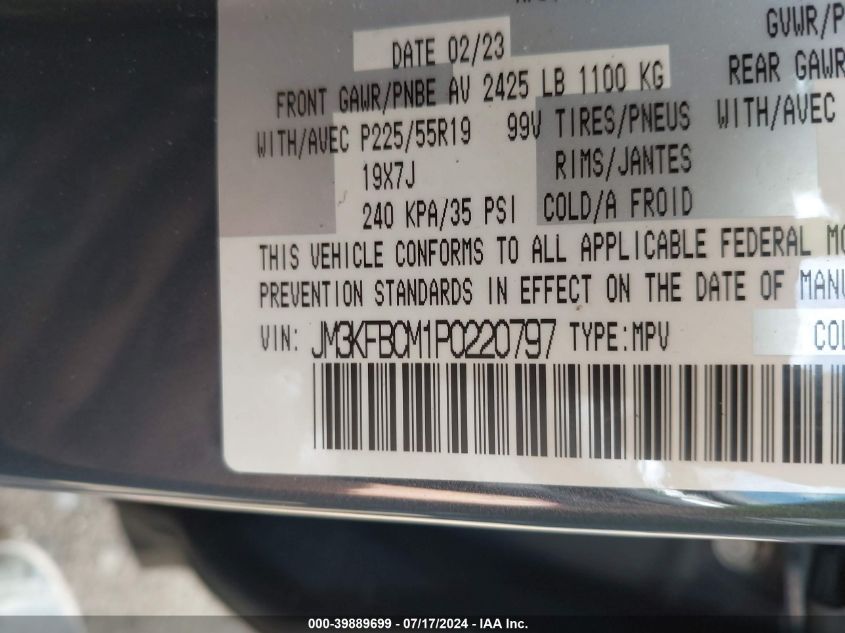 DATE 02/23
GVWR/P
FRONT GAWR/PNBE AV 2425 LB 1100 KG
REAR GAWR
WITH/AVEC P225/55R19 99V TIRES/PNEUS WITH/AVEC
19X7J RIMS/JANTES
240 KPA/35 PSI COLD/A FROID
THIS VEHICLE CONFORMS TO ALL APPLICABLE FEDERAL MO
PREVENTION STANDARDS IN EFFECT ON THE DATE OF MANU
VIN: JM3KFBCM1P0220797 TYPE:MPV COL
000-39889699 - 07/17/2024 - IAA Inc.